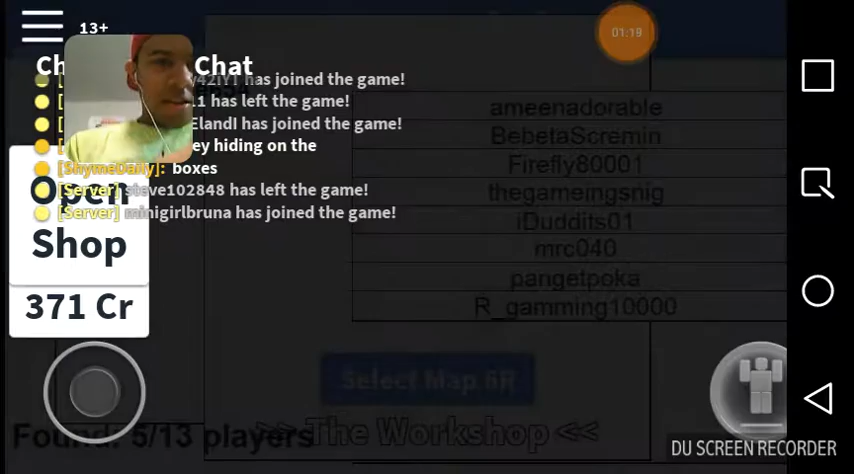 13+
01:19
Chat
has joined the game!
has left the game!
has joined the game!
ey hiding on the
[ShymeDaily]: boxes
[Server] steve102848 has left the game!
[Server] minigirlbruna has joined the game!
Open
Shop
371 Cr
ameenadorable
BebetaScremin
Firefly80001
thegameingsnig
iDuddits01
mrc040
pangetpoka
R_gamming10000
Select Map 6R
>> The Workshop <<
Found: 5/13 players
DU SCREEN RECORDER